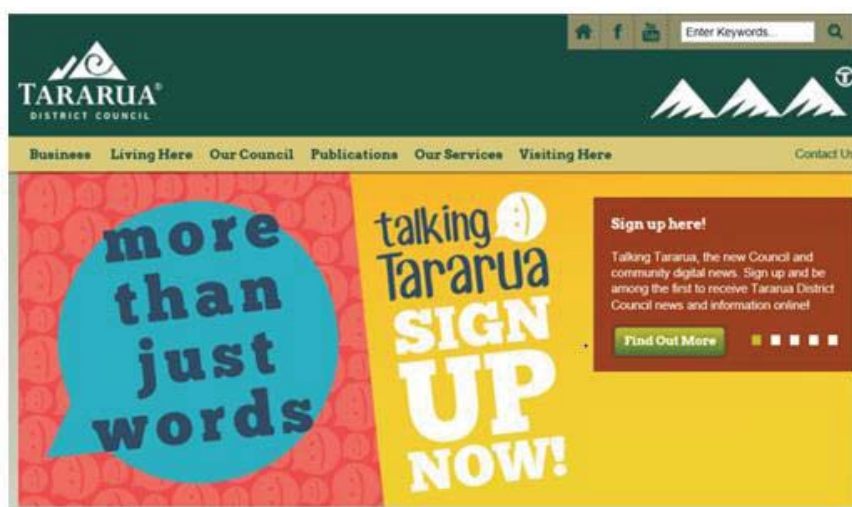 Enter Keywords...
TARARUA®
DISTRICT COUNCIL
Business Living Here Our Council Publications Our Services Visiting Here Contact Us
more
than
just
words
talking
Tararua
SIGN
UP
NOW!
Sign up here!
Talking Tararua, the new Council and
community digital news. Sign up and be
among the first to receive Tararua District
Council news and information online!
Find Out More